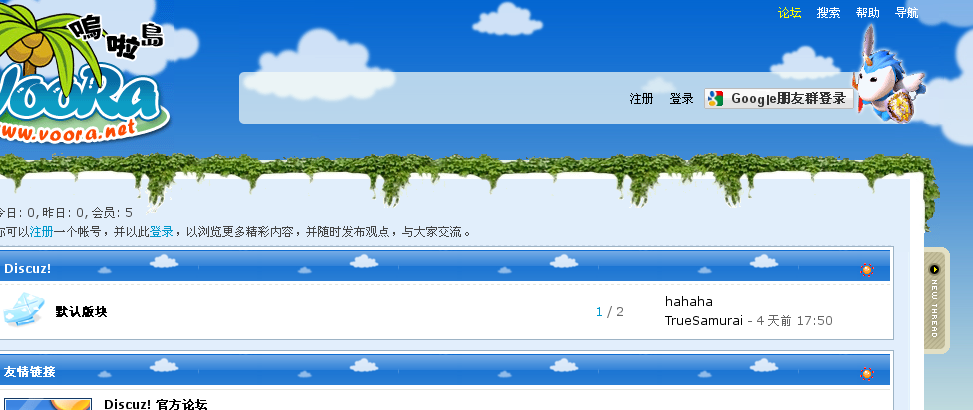 论坛 搜索 帮助 导航
嗚啦島
VooRa
www.voora.net
注册 登录 Google朋友群登录
今日: 0, 昨日: 0, 会员: 5
你可以注册一个帐号，并以此登录，以浏览更多精彩内容，并随时发布观点，与大家交流。
Discuz!
默认版块 1 / 2 hahaha
TrueSamurai - 4 天前 17:50
NEW THREAD
友情链接
Discuz! 官方论坛